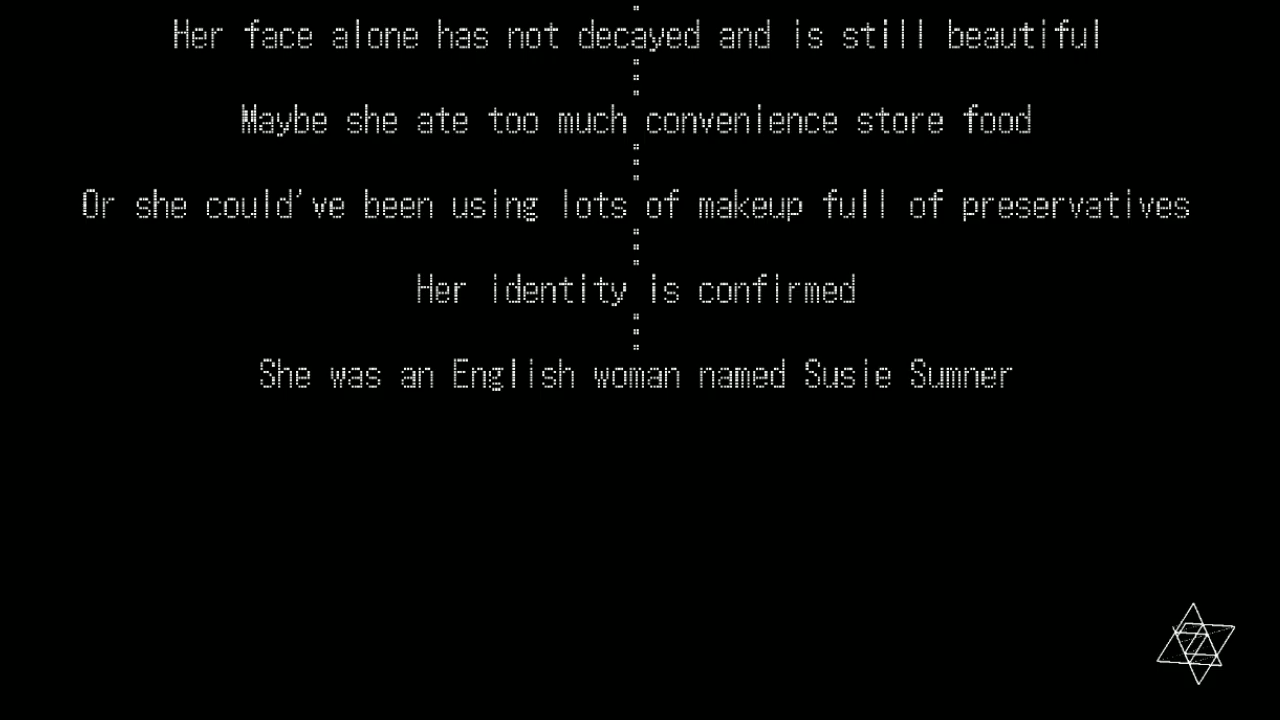 Her face alone has not decayed and is still beautiful
Maybe she ate too much convenience store food
Or she could've been using lots of makeup full of preservatives
Her identity is confirmed
She was an English woman named Susie Sumner